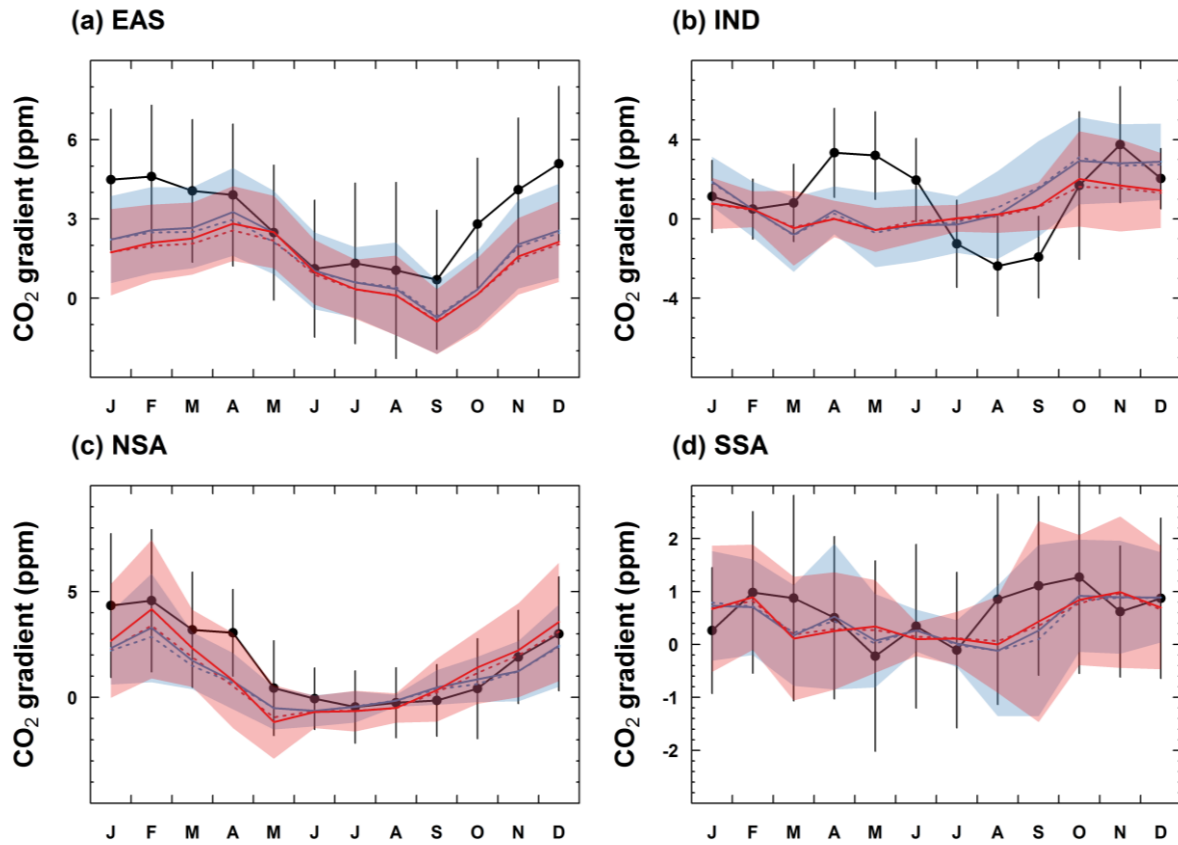 (a) EAS
CO₂ gradient (ppm)
6
3
0
J F M A M J J A S O N D
(b) IND
CO₂ gradient (ppm)
4
0
-4
J F M A M J J A S O N D
(c) NSA
CO₂ gradient (ppm)
5
0
J F M A M J J A S O N D
(d) SSA
CO₂ gradient (ppm)
2
1
0
-1
-2
J F M A M J J A S O N D